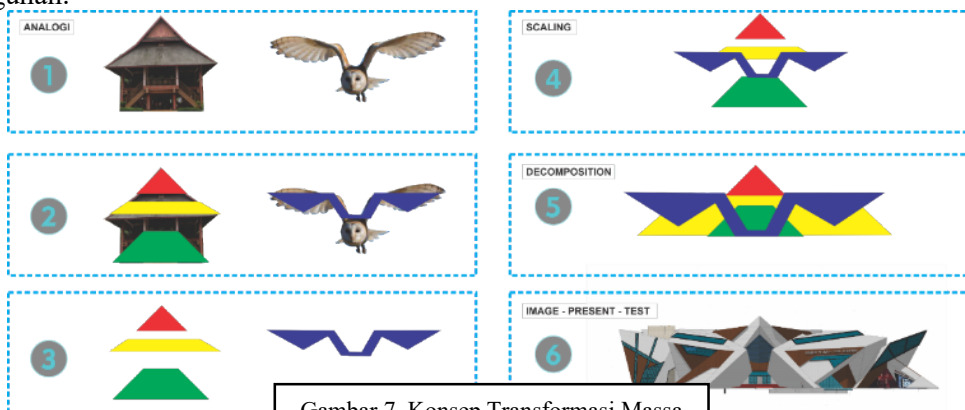 ANALOGI
1
2
3
SCALING
4
DECOMPOSITION
5
IMAGE - PRESENT - TEST
6
Gambar 7. Konsep Transformasi Massa